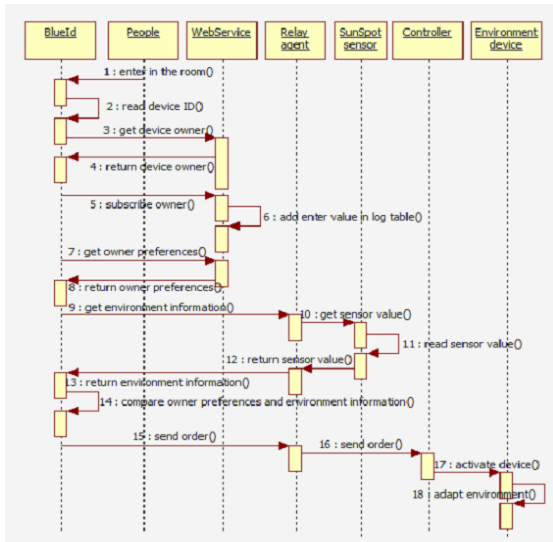 BlueId
People
WebService
Relay
agent
SunSpot
sensor
Controller
Environment
device
1 : enter in the room()
2 : read device ID()
3 : get device owner()
4 : return device owner()
5 : subscribe owner()
6 : add enter value in log table()
7 : get owner preferences()
8 : return owner preferences()
9 : get environment information()
10 : get sensor value()
11 : read sensor value()
12 : return sensor value()
13 : return environment information()
14 : compare owner preferences and environment information()
15 : send order()
16 : send order()
17 : activate device()
18 : adapt environment()